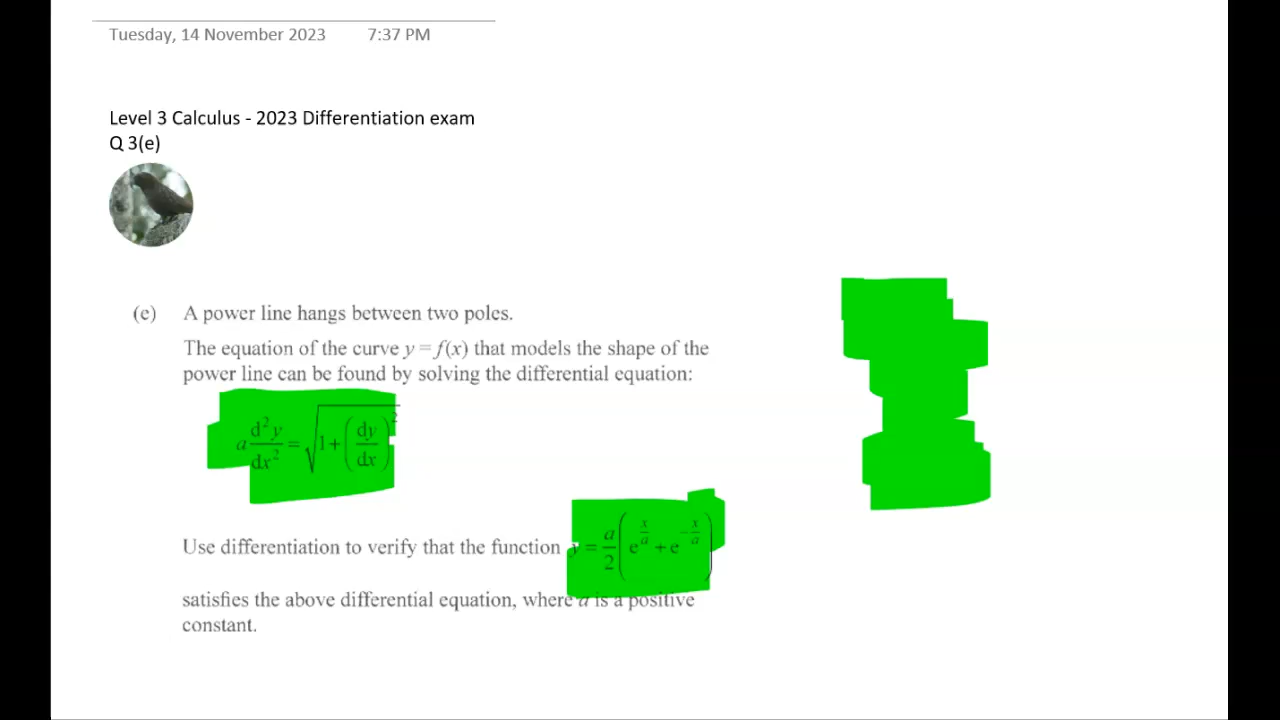 Tuesday, 14 November 2023 7:37 PM
Level 3 Calculus - 2023 Differentiation exam
Q 3(e)
(e) A power line hangs between two poles.
The equation of the curve y = f(x) that models the shape of the
power line can be found by solving the differential equation:
a d²y/dx² = √(1+(dy/dx)²)
Use differentiation to verify that the function y = a/2(e^(x/a) + e^(-x/a))
satisfies the above differential equation, where a is a positive
constant.